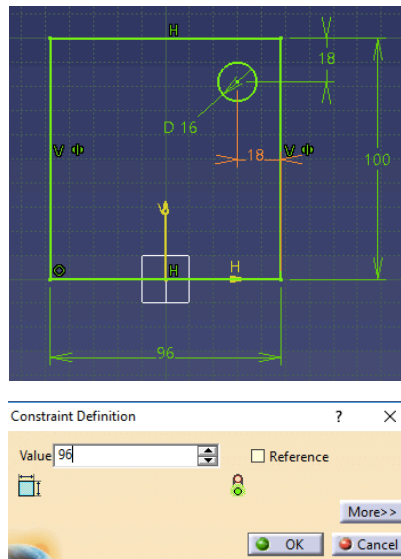 H
18
D 16
V
18
V
100
V
H
H
96
Constraint Definition ? ×
Value 96 Reference
More>>
OK Cancel